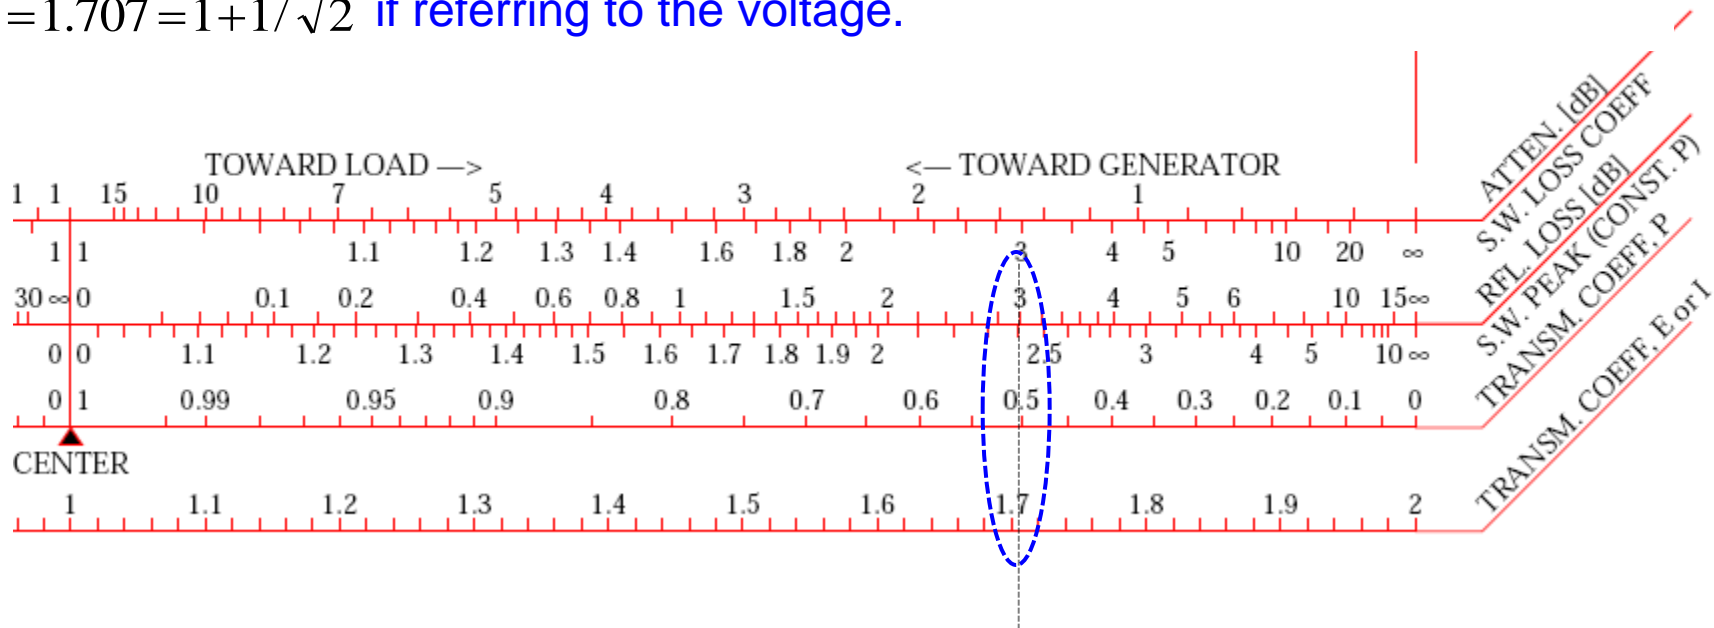 =1.707=1+1/√2 if referring to the voltage.
TOWARD LOAD —> <— TOWARD GENERATOR
1 1 15 10 7 5 4 3 2 1
1 1 1.1 1.2 1.3 1.4 1.6 1.8 2 3 4 5 10 20 ∞
30 ∞ 0 0.1 0.2 0.4 0.6 0.8 1 1.5 2 3 4 5 6 10 15 ∞
0 0 1.1 1.2 1.3 1.4 1.5 1.6 1.7 1.8 1.9 2 2.5 3 4 5 10 ∞
0 1 0.99 0.95 0.9 0.8 0.7 0.6 0.5 0.4 0.3 0.2 0.1 0
CENTER
1 1.1 1.2 1.3 1.4 1.5 1.6 1.7 1.8 1.9 2
ATTEN. [dB]
S.W. LOSS COEFF
RFL. LOSS [dB]
S.W. PEAK (CONST. P)
TRANSM. COEFF, P
TRANSM. COEFF, E or I